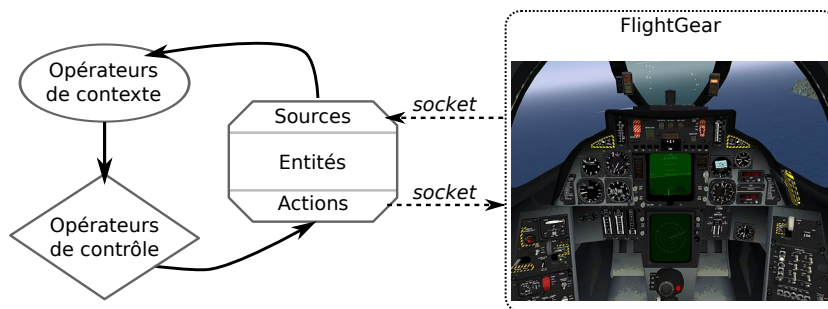 FlightGear
Opérateurs
de contexte
Sources
socket
Entités
Actions
socket
Opérateurs
de contrôle